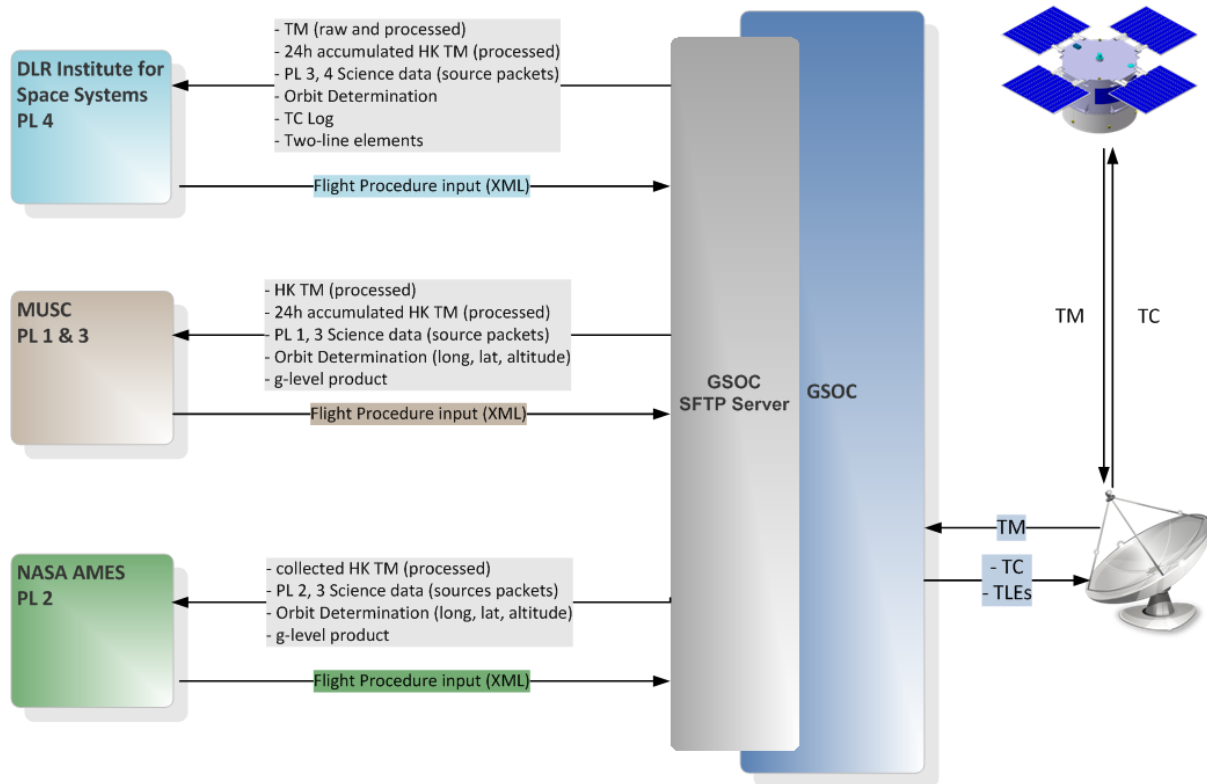 DLR Institute for
Space Systems
PL 4
- TM (raw and processed)
- 24h accumulated HK TM (processed)
- PL 3, 4 Science data (source packets)
- Orbit Determination
- TC Log
- Two-line elements
Flight Procedure input (XML)
MUSC
PL 1 & 3
- HK TM (processed)
- 24h accumulated HK TM (processed)
- PL 1, 3 Science data (source packets)
- Orbit Determination (long, lat, altitude)
- g-level product
Flight Procedure input (XML)
NASA AMES
PL 2
- collected HK TM (processed)
- PL 2, 3 Science data (sources packets)
- Orbit Determination (long, lat, altitude)
- g-level product
Flight Procedure input (XML)
GSOC
SFTP Server
GSOC
TM
TC
TM
- TC
- TLEs